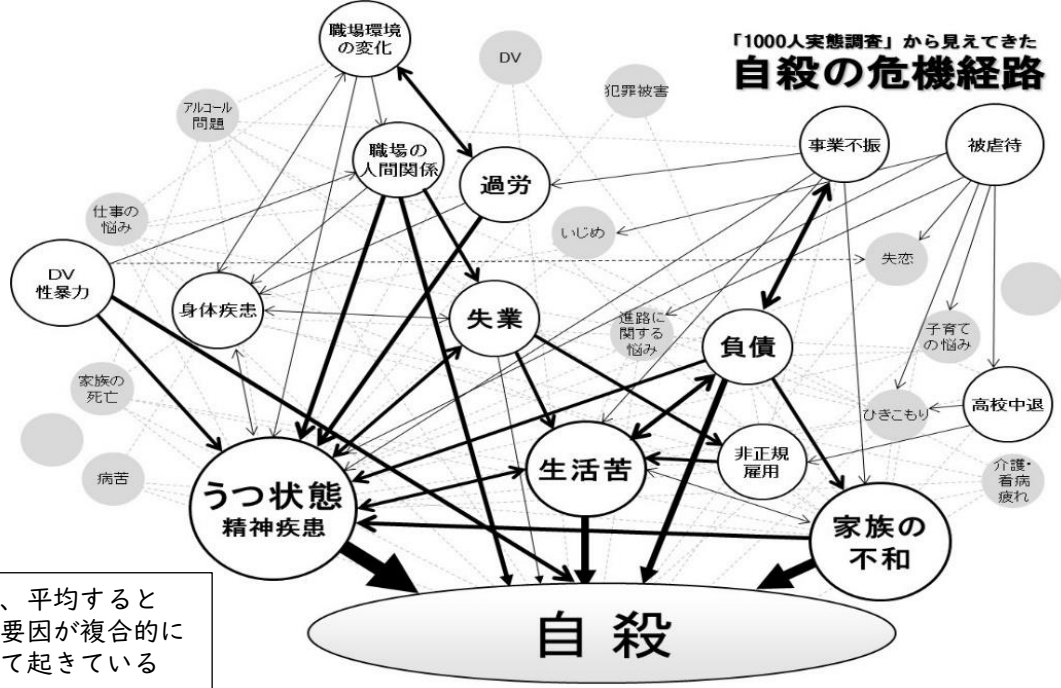 「1000人実態調査」から見えてきた
自殺の危機経路
職場環境
の変化
DV
犯罪被害
アルコール
問題
職場の
人間関係
過労
事業不振
被虐待
仕事の
悩み
いじめ
失恋
DV
性暴力
身体疾患
失業
進路に
関する
悩み
負債
子育て
の悩み
家族の
死亡
ひきこもり
高校中退
病苦
うつ状態
精神疾患
生活苦
非正規
雇用
介護・
看病
疲れ
家族の
不和
自殺
、平均すると
要因が複合的に
て起きている